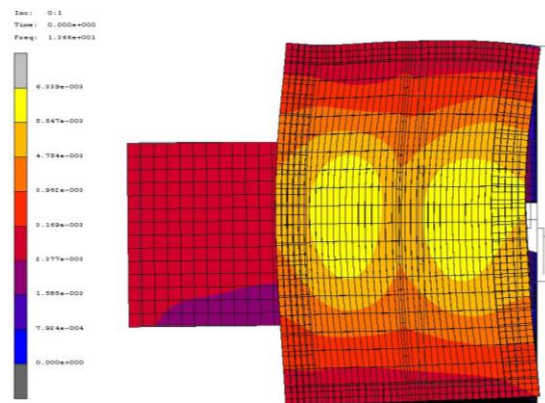 Inc: 0:1
Time: 0.000e+000
Freq: 1.366e+001
6.339e-003
5.547e-003
4.754e-003
3.962e-003
3.169e-003
2.377e-003
1.585e-003
7.924e-004
0.000e+000